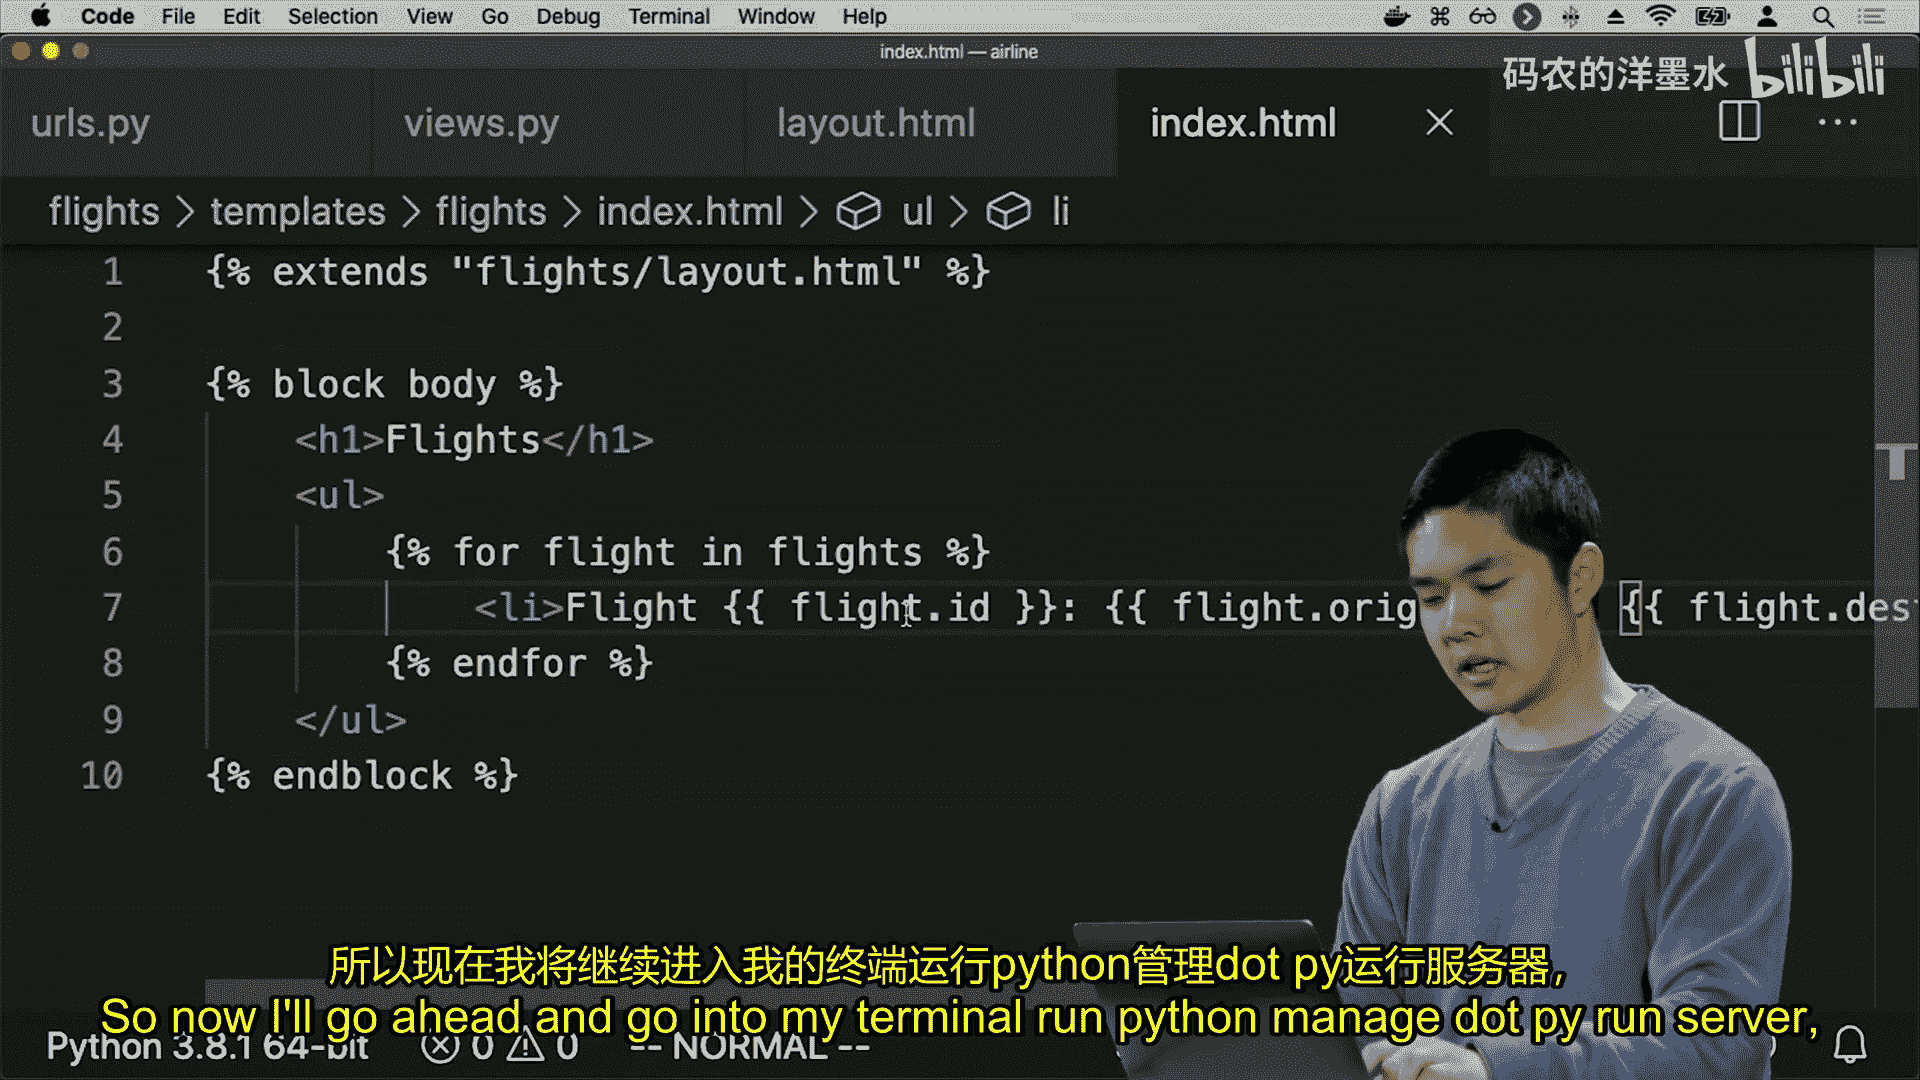 Code File Edit Selection View Go Debug Terminal Window Help
index.html — airline
码农的洋墨水 bilibili
urls.py views.py layout.html index.html
flights > templates > flights > index.html > ul > li
1 {% extends "flights/layout.html" %}
2
3 {% block body %}
4 <h1>Flights</h1>
5 <ul>
6 {% for flight in flights %}
7 <li>Flight {{ flight.id }}: {{ flight.orig {{ flight.des
8 {% endfor %}
9 </ul>
10 {% endblock %}
所以现在我将继续进入我的终端运行python管理dot py运行服务器，
So now I'll go ahead and go into my terminal run python manage dot py run server,
Python 3.8.1 64-bit 0 0 -- NORMAL --